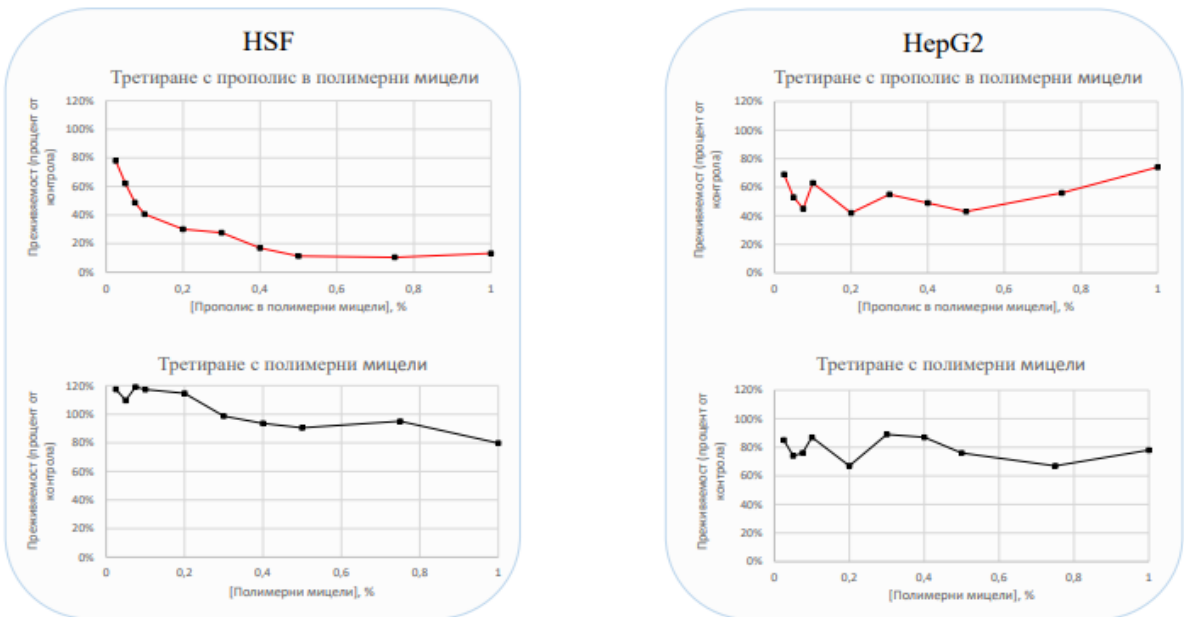 HSF
Третиране с прополис в полимерни мицели
Преживяемост (процент от
контрола)
120%
100%
80%
60%
40%
20%
0%
0
0,2
0,4
0,6
0,8
1
[Прополис в полимерни мицели], %
Третиране с полимерни мицели
Преживяемост (процент от
контрола)
120%
100%
80%
60%
40%
20%
0%
0
0,2
0,4
0,6
0,8
1
[Полимерни мицели], %
HepG2
Третиране с прополис в полимерни мицели
Преживяемост (процент от
контрола)
120%
100%
80%
60%
40%
20%
0%
0
0,2
0,4
0,6
0,8
1
[Прополис в полимерни мицели], %
Третиране с полимерни мицели
Преживяемост (процент от
контрола)
120%
100%
80%
60%
40%
20%
0%
0
0,2
0,4
0,6
0,8
1
[Полимерни мицели], %